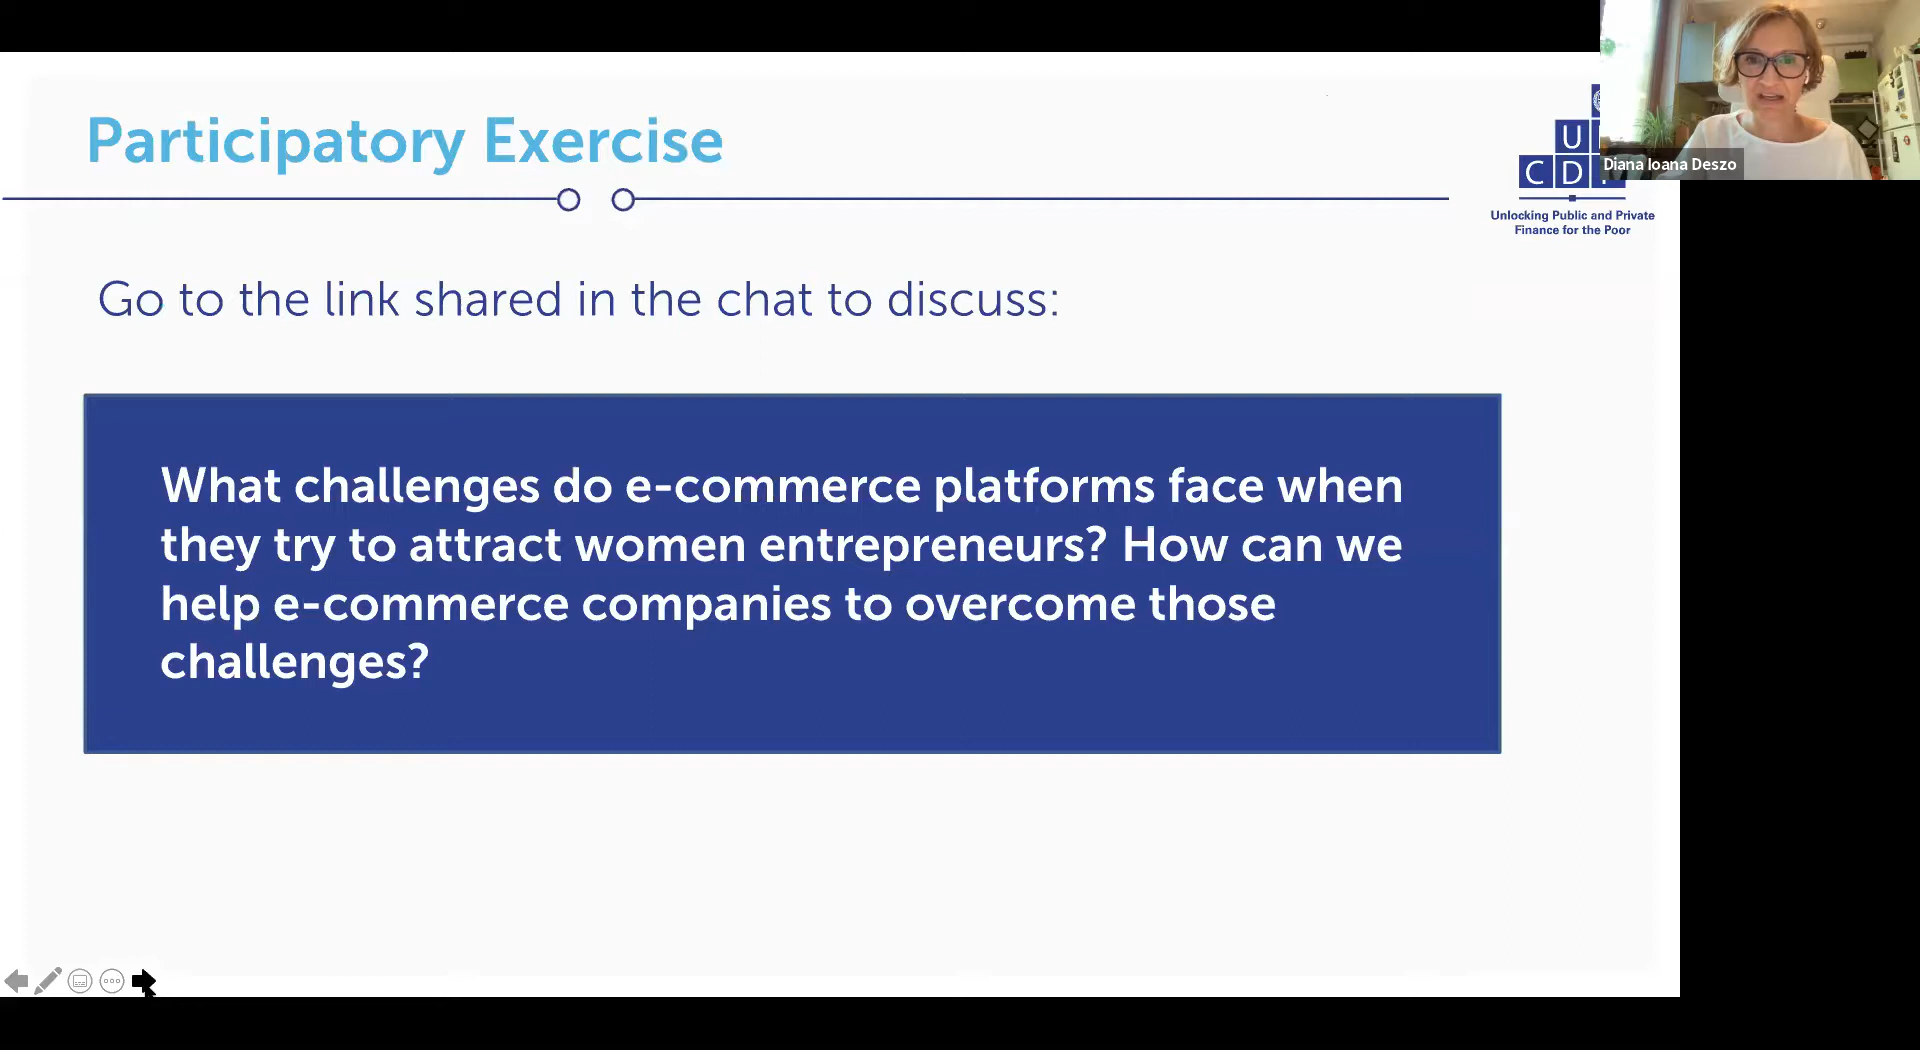 Participatory Exercise
Go to the link shared in the chat to discuss:
What challenges do e-commerce platforms face when
they try to attract women entrepreneurs? How can we
help e-commerce companies to overcome those
challenges?
U
C D
Unlocking Public and Private
Finance for the Poor
Diana Ioana Deszo